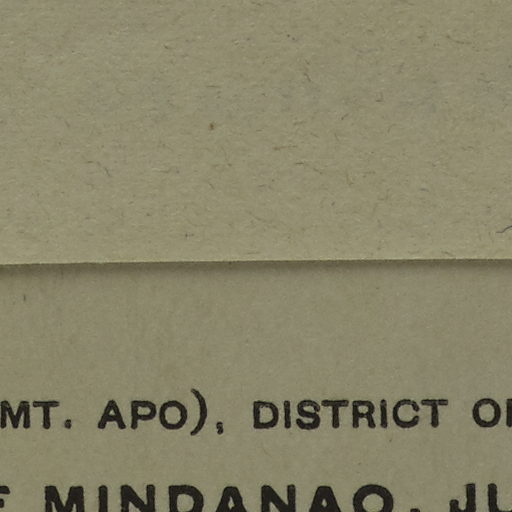 MT. APO), DISTRICT
MINDANAO,